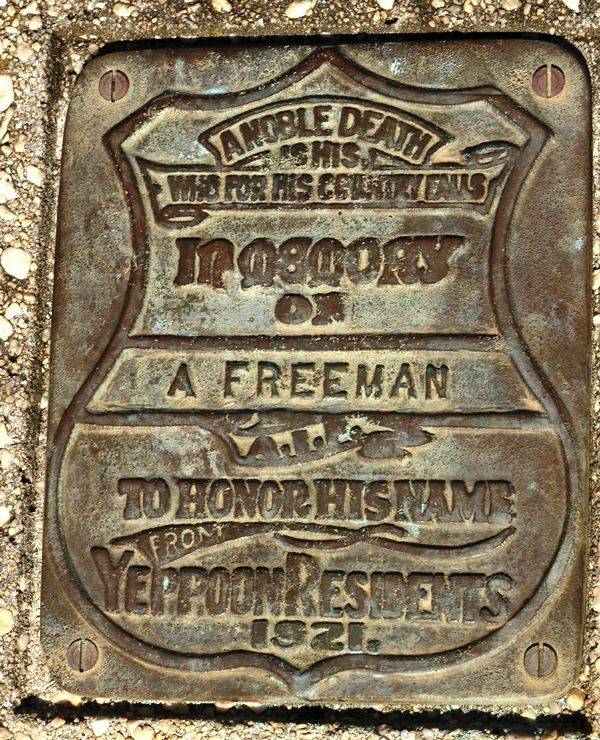 A NOBLE DEATH
IS HIS
WHO FOR HIS COUNTRY FALLS
IN MEMORY
OF
A FREEMAN
A.I.F.
TO HONOR HIS NAME
FROM
YEPPOON RESIDENTS
1921.